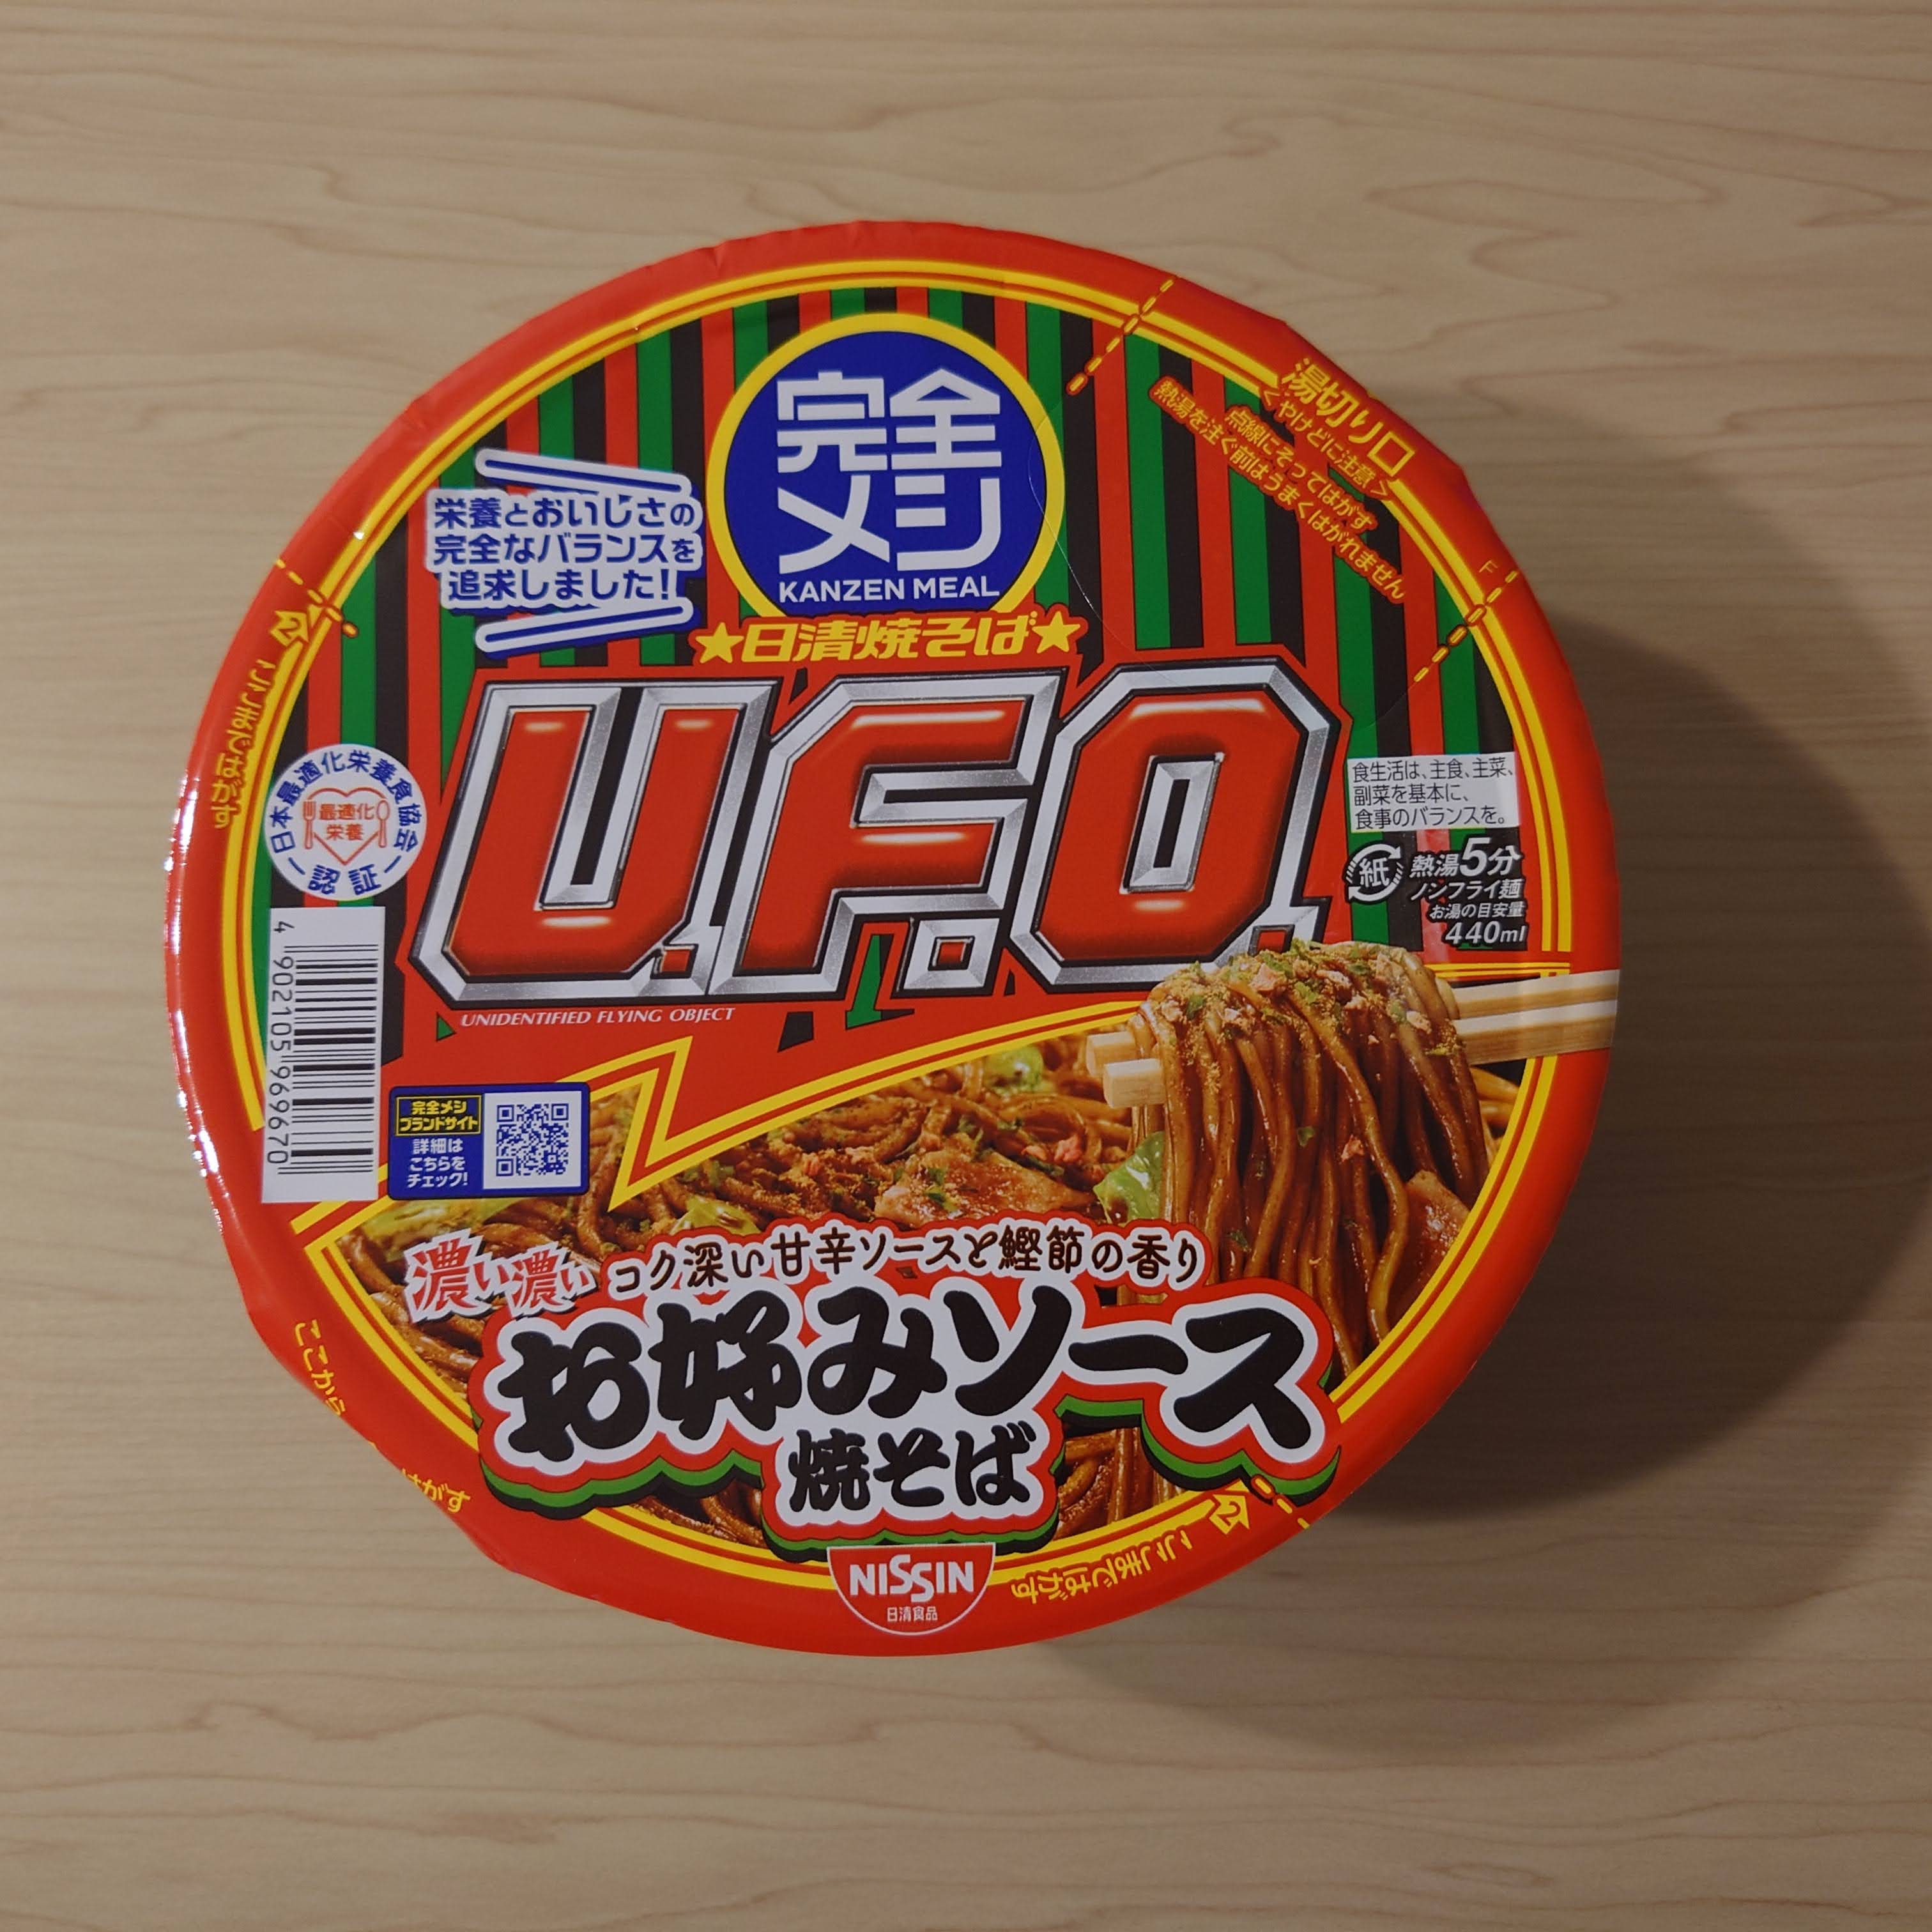 完全
メシ
KANZEN MEAL
栄養とおいしさの
完全なバランスを
追求しました!
湯切り口
<やけどに注意>
点線にそってはがす
熱湯を注ぐ前はうまくはがれません
F
★日清焼そば★
U.F.O.
UNIDENTIFIED FLYING OBJECT
2
ここまではがす
日本最適化栄養食協会
最適化
栄養
認証
食生活は、主食、主菜、
副菜を基本に、
食事のバランスを。
紙
熱湯5分
ノンフライ麺
お湯の目安量
440ml
4 902105 969670
完全メシ
ブランドサイト
詳細は
こちらを
チェック!
濃い濃い
コク深い甘辛ソースと鰹節の香り
お好みソース
焼そば
ここから
はがす
2
ここまではがす
NISSIN
日清食品